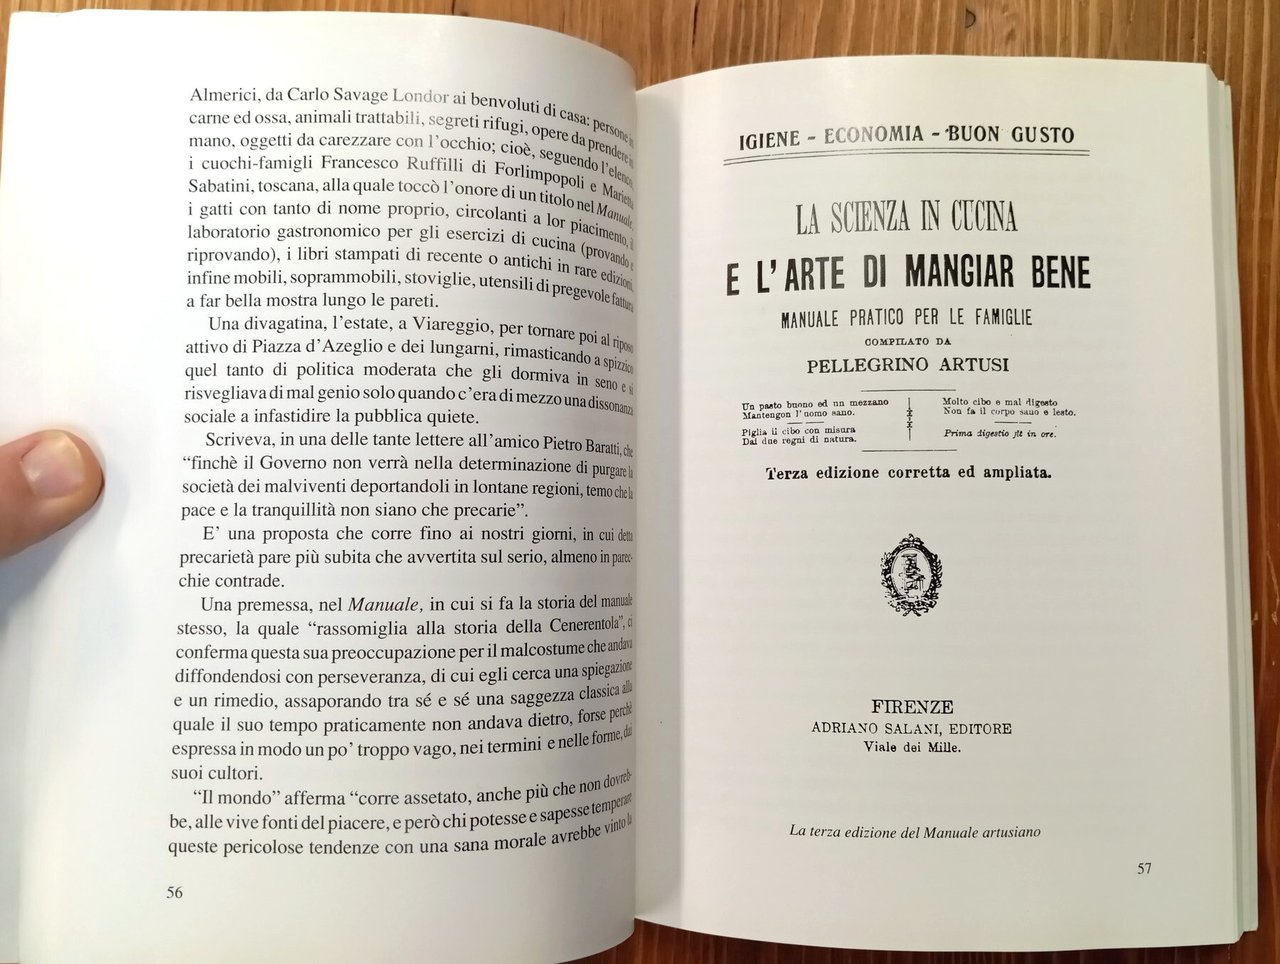 Almerici, da Carlo Savage Londor ai benvoluti di casa: persone in
carne ed ossa, animali trattabili, segreti rifugi, opere da prendere in
mano, oggetti da carezzare con l'occhio; cioè, seguendo l'elenco,
i cuochi-famigli Francesco Ruffilli di Forlimpopoli e Marietta
Sabatini, toscana, alla quale toccò l'onore di un titolo nel Manuale,
i gatti con tanto di nome proprio, circolanti a lor piacimento, il
laboratorio gastronomico per gli esercizi di cucina (provando e
riprovando), i libri stampati di recente o antichi in rare edizioni,
infine mobili, soprammobili, stoviglie, utensili di pregevole fattura
a far bella mostra lungo le pareti.
Una divagatina, l'estate, a Viareggio, per tornare poi al riposo
attivo di Piazza d'Azeglio e dei lungarni, rimasticando a spizzico
quel tanto di politica moderata che gli dormiva in seno e si
risvegliava di mal genio solo quando c'era di mezzo una dissonanza
sociale a infastidire la pubblica quiete.
Scriveva, in una delle tante lettere all'amico Pietro Baratti, che
“finchè il Governo non verrà nella determinazione di purgare la
società dei malviventi deportandoli in lontane regioni, temo che la
pace e la tranquillità non siano che precarie”.
E' una proposta che corre fino ai nostri giorni, in cui detta
precarietà pare più subita che avvertita sul serio, almeno in parec-
chie contrade.
Una premessa, nel Manuale, in cui si fa la storia del manuale
stesso, la quale “rassomiglia alla storia della Cenerentola”, ci
conferma questa sua preoccupazione per il malcostume che andava
diffondendosi con perseveranza, di cui egli cerca una spiegazione
e un rimedio, assaporando tra sé e sé una saggezza classica alla
quale il suo tempo praticamente non andava dietro, forse perchè
espressa in modo un po' troppo vago, nei termini e nelle forme, dai
suoi cultori.
“Il mondo” afferma “corre assetato, anche più che non dovreb-
be, alle vive fonti del piacere, e però chi potesse e sapesse temperare
queste pericolose tendenze con una sana morale avrebbe vinto la
56
IGIENE - ECONOMIA - BUON GUSTO
LA SCIENZA IN CUCINA
E L'ARTE DI MANGIAR BENE
MANUALE PRATICO PER LE FAMIGLIE
COMPILATO DA
PELLEGRINO ARTUSI
Un pasto buono ed un mezzano
Mantengon l'uomo sano.
Piglia il cibo con misura
Dai due regni di natura.
Molto cibo e mal digesto
Non fa il corpo sano e lesto.
Prima digestio fit in ore.
Terza edizione corretta ed ampliata.
FIRENZE
ADRIANO SALANI, EDITORE
Viale dei Mille.
La terza edizione del Manuale artusiano
57